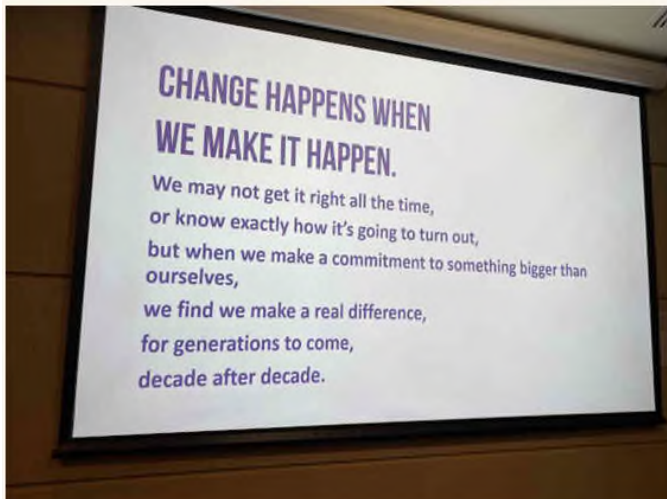 CHANGE HAPPENS WHEN
WE MAKE IT HAPPEN.
We may not get it right all the time,
or know exactly how it's going to turn out,
but when we make a commitment to something bigger than
ourselves,
we find we make a real difference,
for generations to come,
decade after decade.